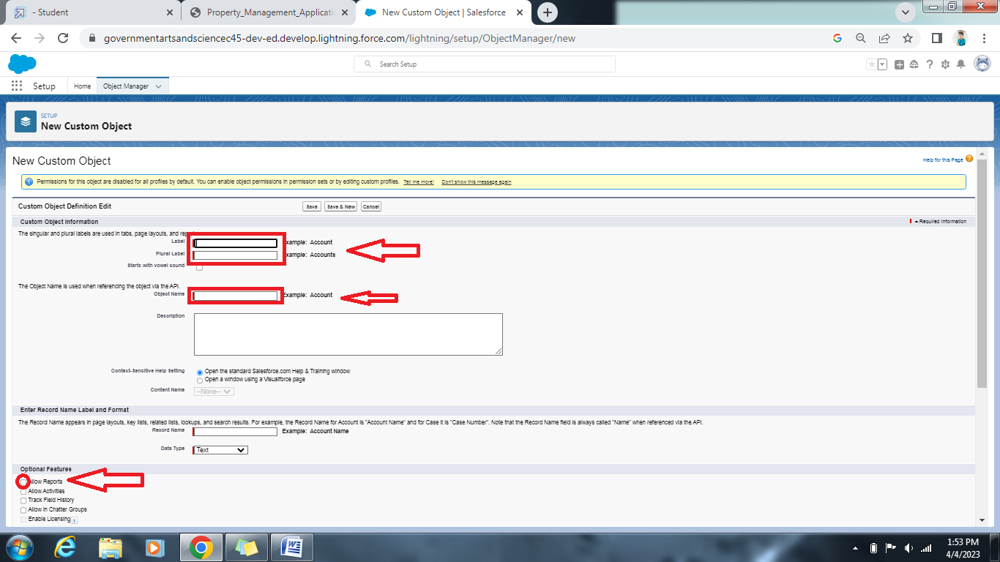 - Student
Property_Management_Applicati
New Custom Object | Salesforce
governmentartsandsciencec45-dev-ed.develop.lightning.force.com/lightning/setup/ObjectManager/new
Search Setup
Setup
Home
Object Manager
SETUP
New Custom Object
New Custom Object
Help for this Page
Permissions for this object are disabled for all profiles by default. You can enable object permissions in permission sets or by editing custom profiles. Tell me more! Don't show this message again
Custom Object Definition Edit
Save
Save & New
Cancel
Custom Object Information
= Required Information
The singular and plural labels are used in tabs, page layouts, and
Label
Example: Account
Plural Label
Example: Accounts
Starts with vowel sound
The Object Name is used when referencing the object via the API.
Object Name
Example: Account
Description
Context-Sensitive Help Setting
Open the standard Salesforce.com Help & Training window
Open a window using a Visualforce page
Content Name
--None--
Enter Record Name Label and Format
The Record Name appears in page layouts, key lists, related lists, lookups, and search results. For example, the Record Name for Account is "Account Name" and for Case it is "Case Number". Note that the Record Name field is always called "Name" when referenced via the API.
Record Name
Example: Account Name
Data Type
Text
Optional Features
Allow Reports
Allow Activities
Track Field History
Allow in Chatter Groups
Enable Licensing
1:53 PM
4/4/2023